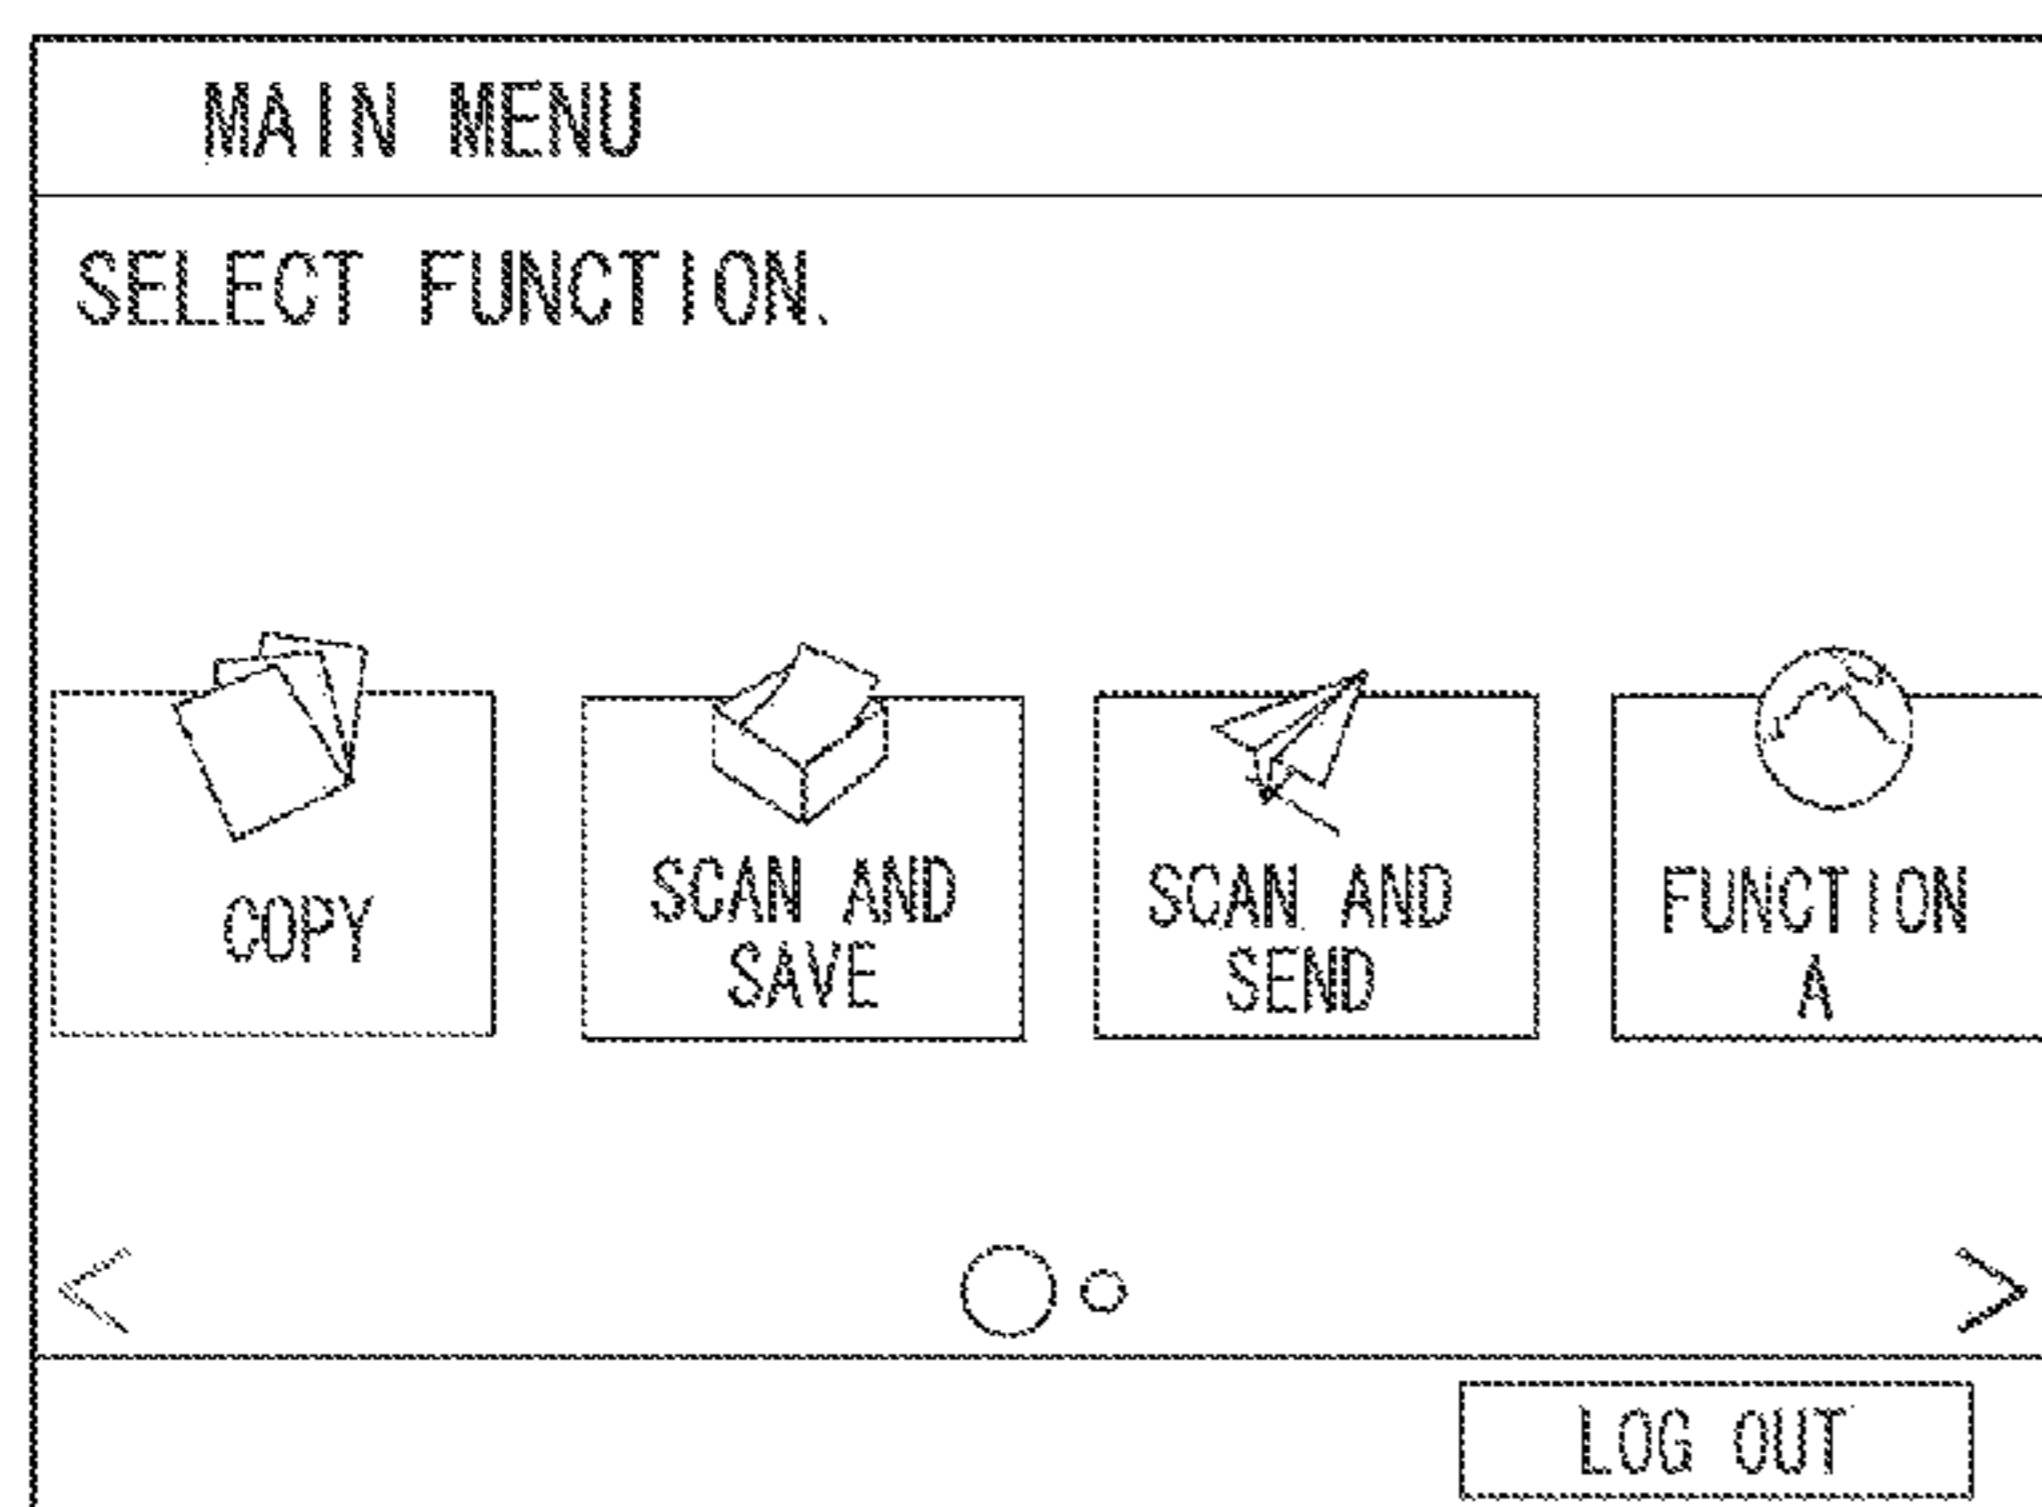 MAIN MENU
SELECT FUNCTION.
COPY
SCAN AND
SAVE
SCAN AND
SEND
FUNCTION
A
LOG OUT